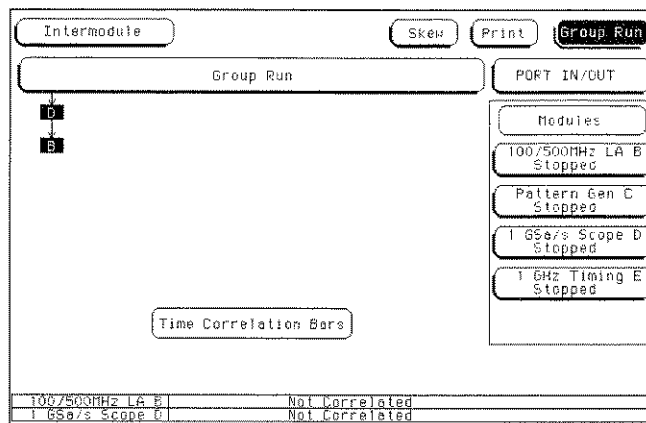 Intermodule Skew Print Group Run
Group Run PORT IN/OUT
D
B
Modules
100/500MHz LA B
Stopped
Pattern Gen C
Stopped
1 GSa/s Scope D
Stopped
1 GHz Timing E
Stopped
Time Correlation Bars
100/500MHz LA B Not Correlated
1 GSa/s Scope D Not Correlated